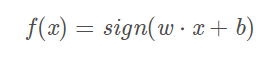 f(x) = sign(w · x + b)